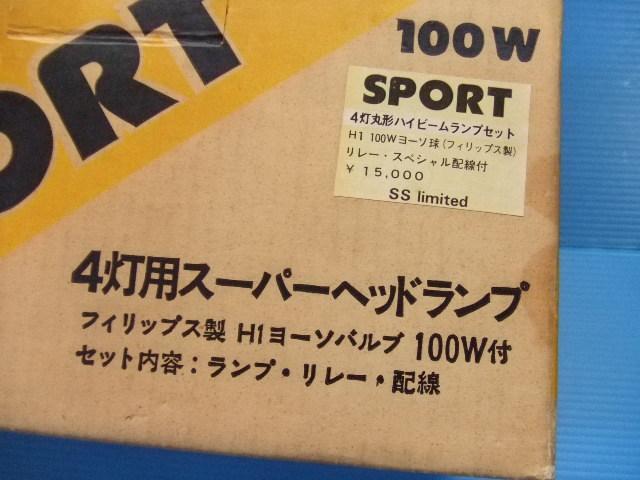 PORT
100W
SPORT
4灯丸形ハイビームランプセット
H1 100Wヨーソ球(フィリップス製)
リレー・スペシャル配線付
¥ 15,000
SS limited
4灯用スーパーヘッドランプ
フィリップス製 H1ヨーソバルブ 100W付
セット内容:ランプ・リレー・配線